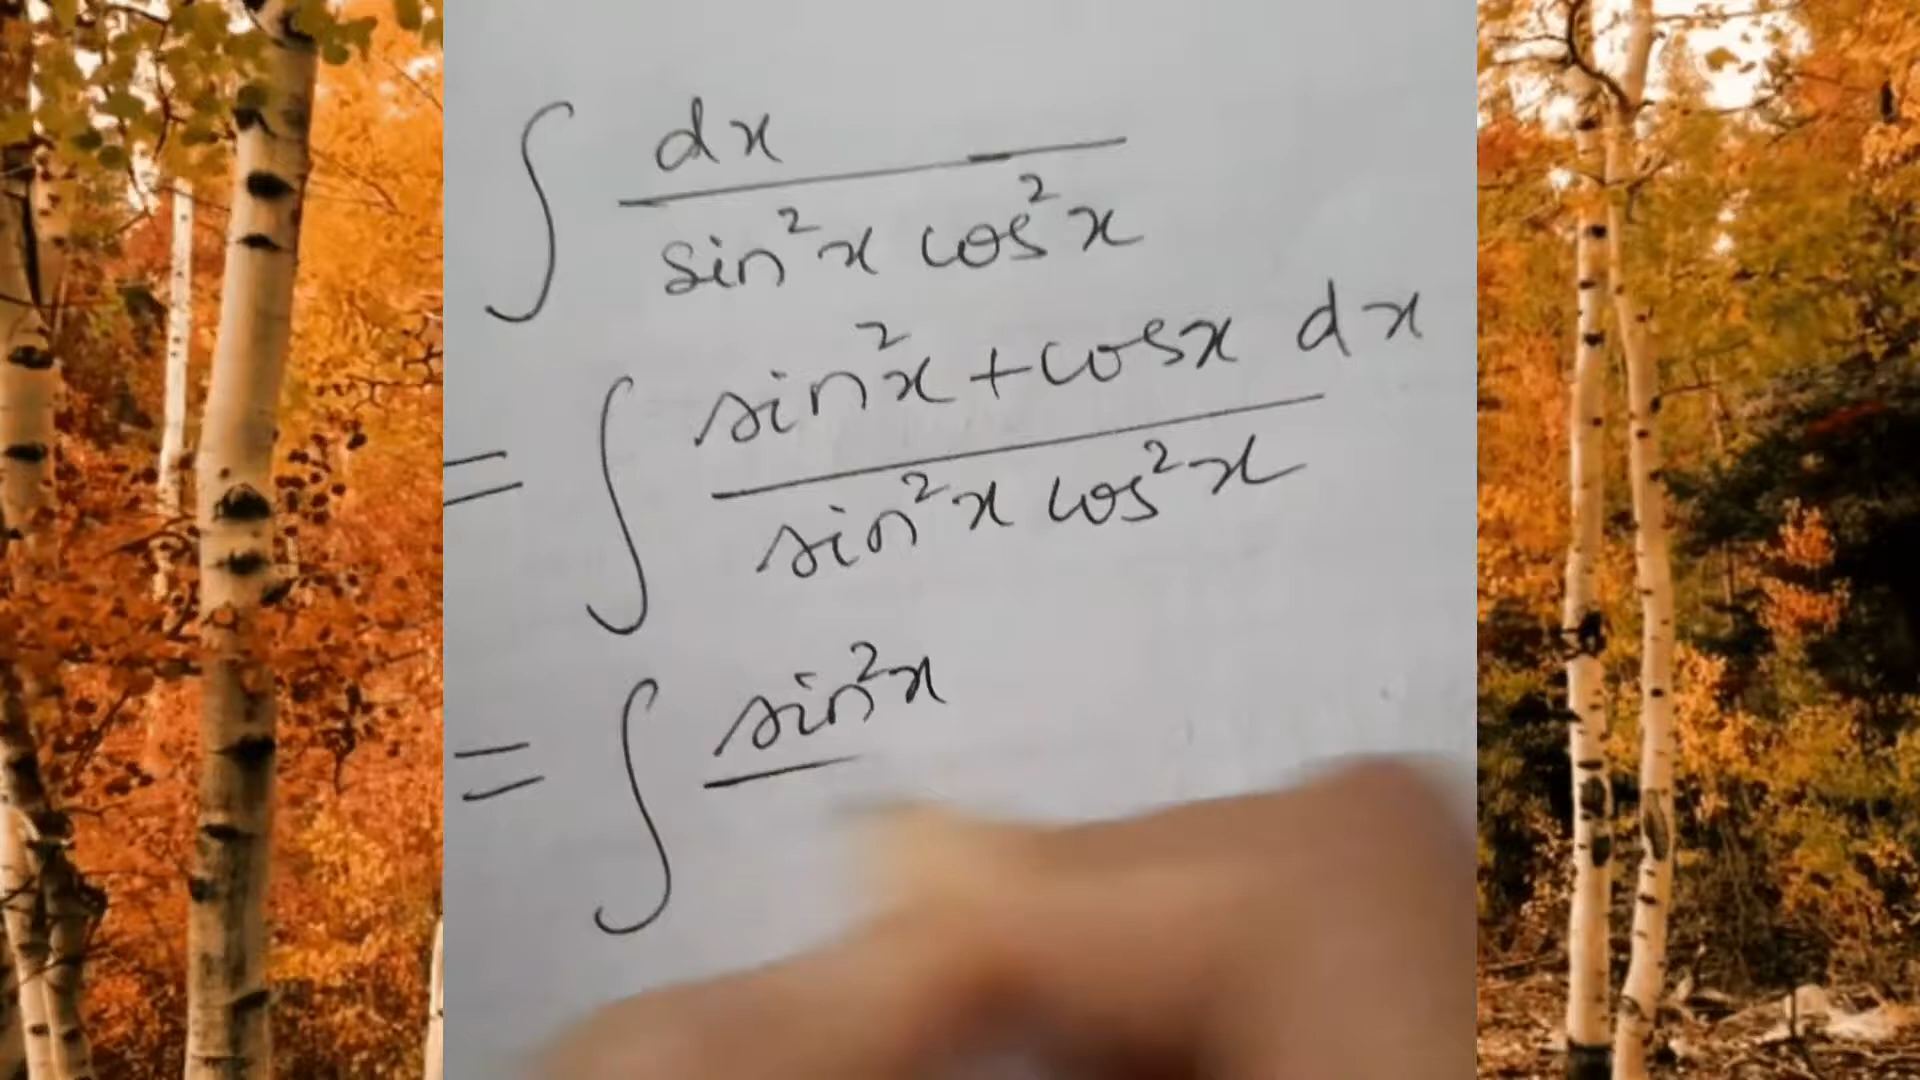 ∫ dx / sin²x cos²x
= ∫ sin²x + cosx dx / sin²x cos²x
= ∫ sin²x